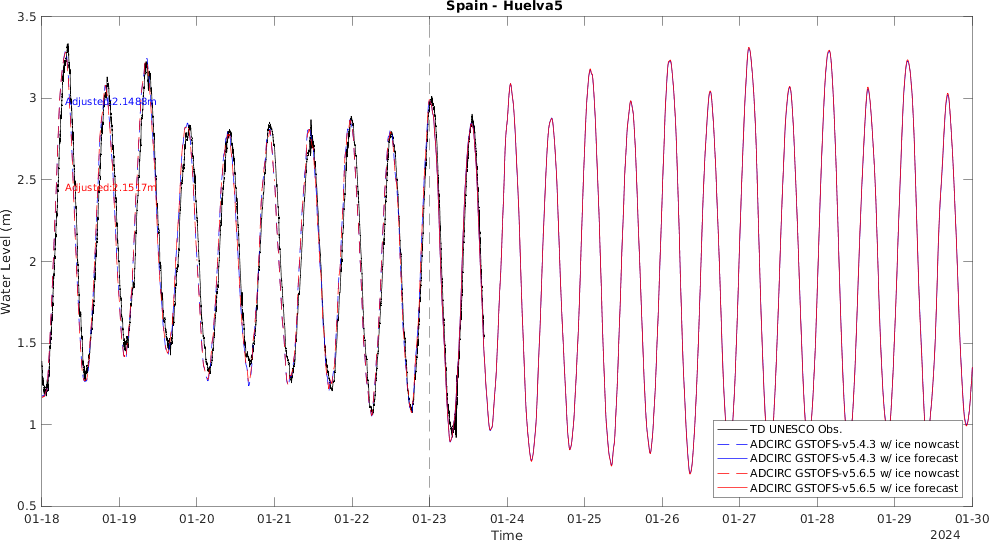 Spain - Huelva5
3.5
3
2.5
2
1.5
1
0.5
Water Level (m)
Adjusted:2.1488m
Adjusted:2.1517m
TD UNESCO Obs.
ADCIRC GSTOFS-v5.4.3 w/ ice nowcast
ADCIRC GSTOFS-v5.4.3 w/ ice forecast
ADCIRC GSTOFS-v5.6.5 w/ ice nowcast
ADCIRC GSTOFS-v5.6.5 w/ ice forecast
01-18 01-19 01-20 01-21 01-22 01-23 01-24 01-25 01-26 01-27 01-28 01-29 01-30
Time
2024